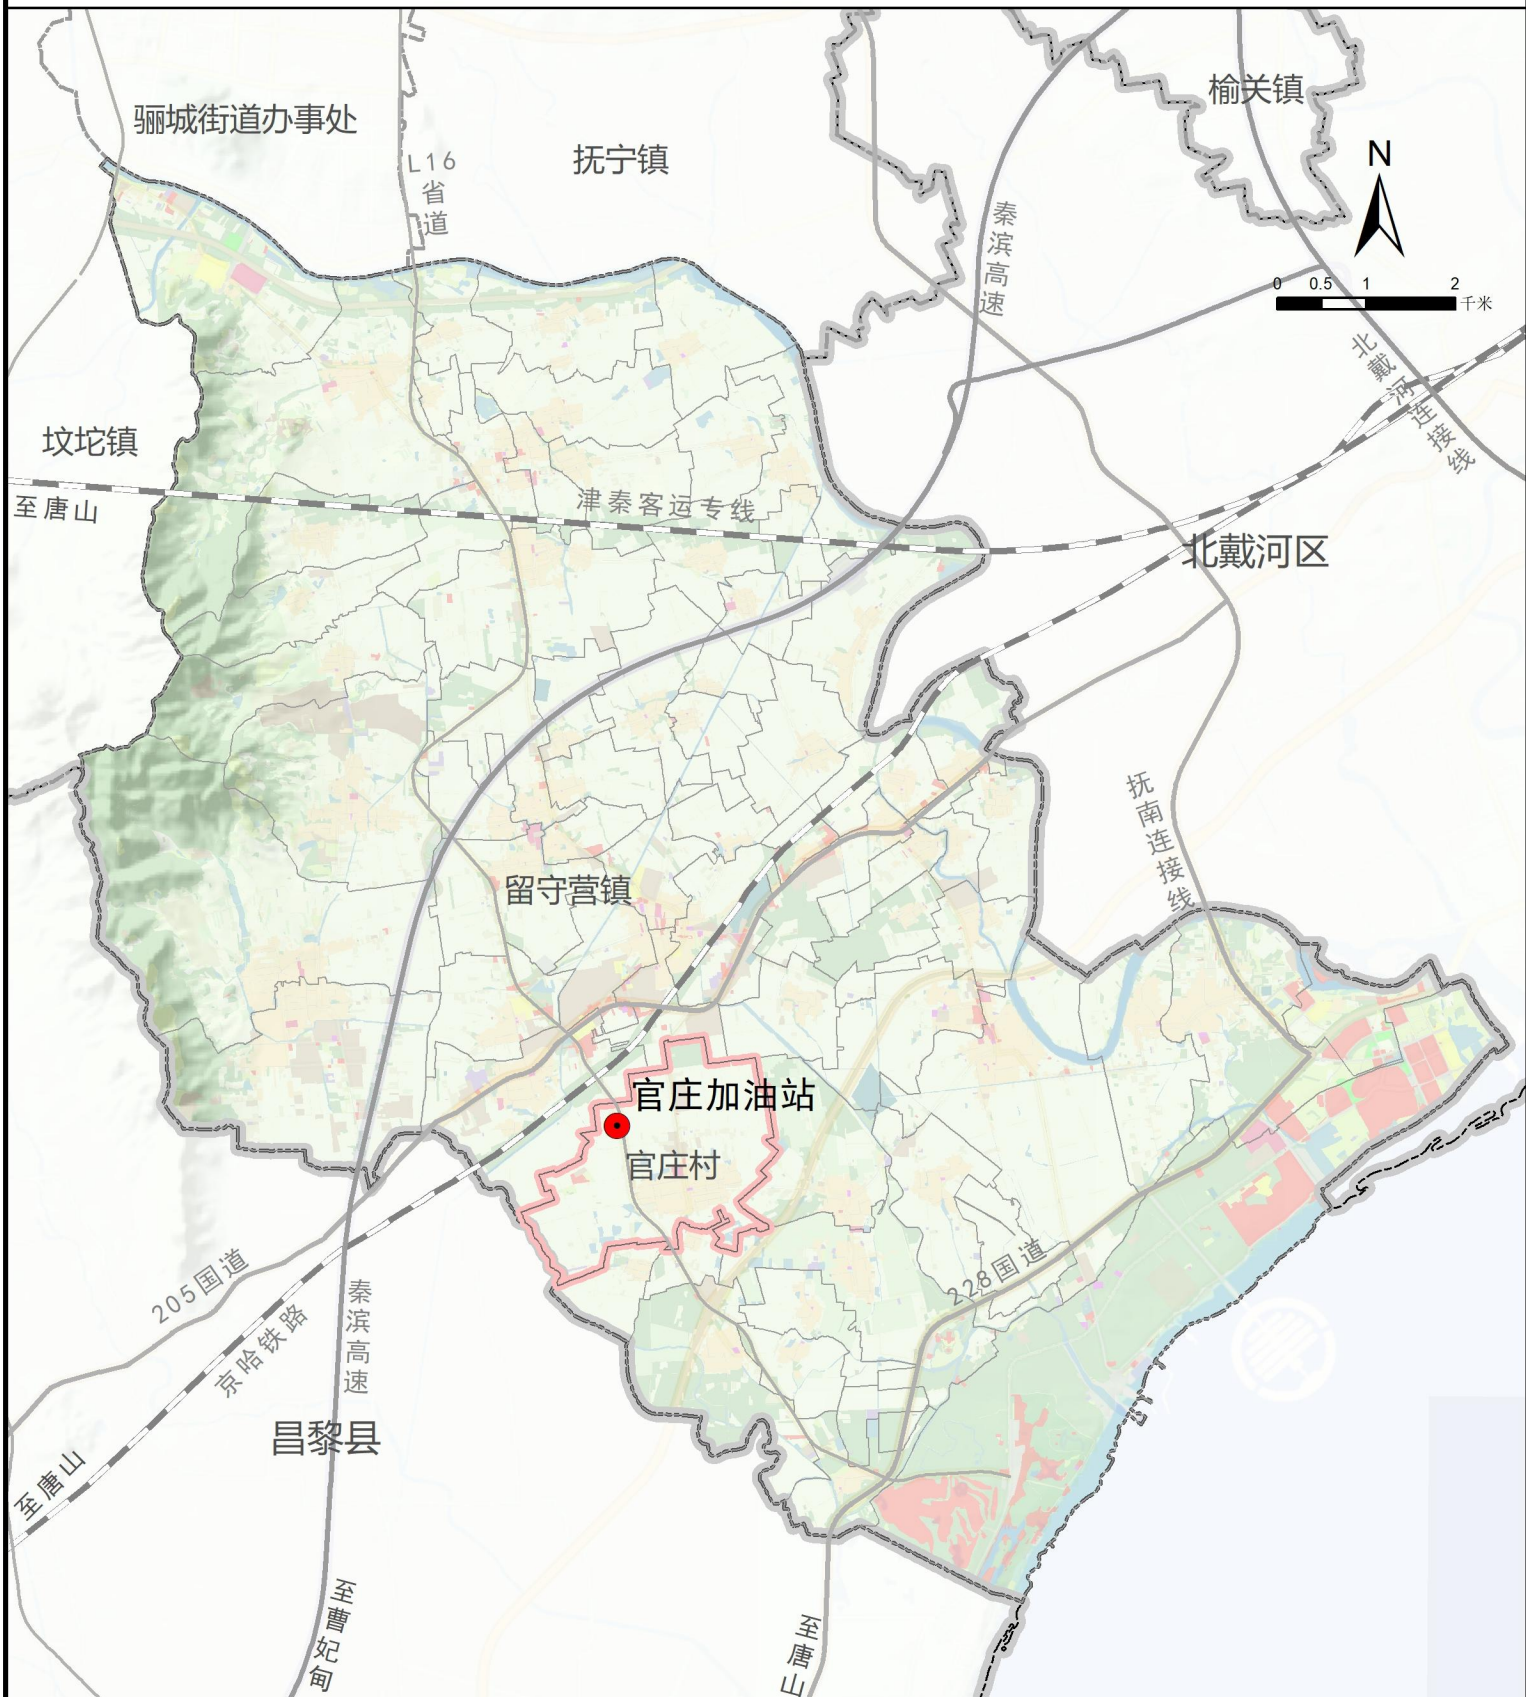 榆关镇
骊城街道办事处
抚宁镇
L16省道
N
秦滨高速
0 0.5 1 2
千米
北戴河连接线
坟坨镇
至唐山
津秦客运专线
北戴河区
抚南连接线
留守营镇
官庄加油站
官庄村
205国道
228国道
京哈铁路
秦滨高速
昌黎县
至唐山
至曹妃甸
至唐山